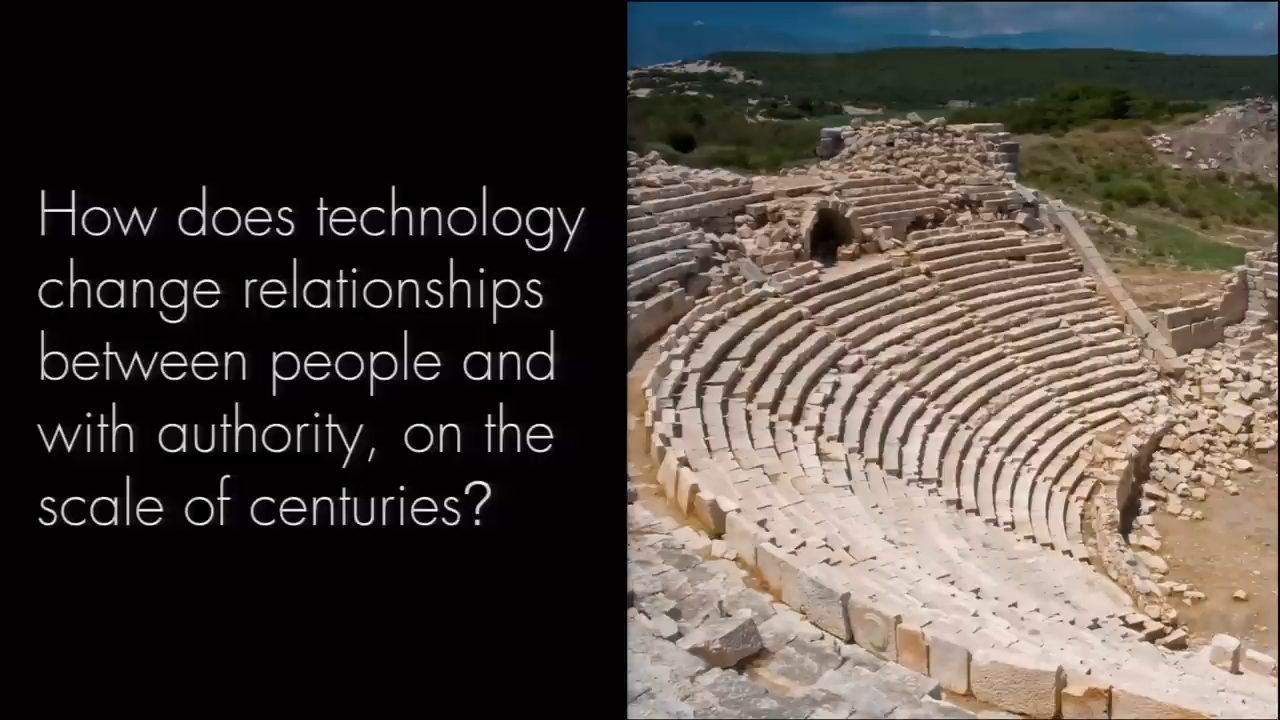 How does technology
change relationships
between people and
with authority, on the
scale of centuries?